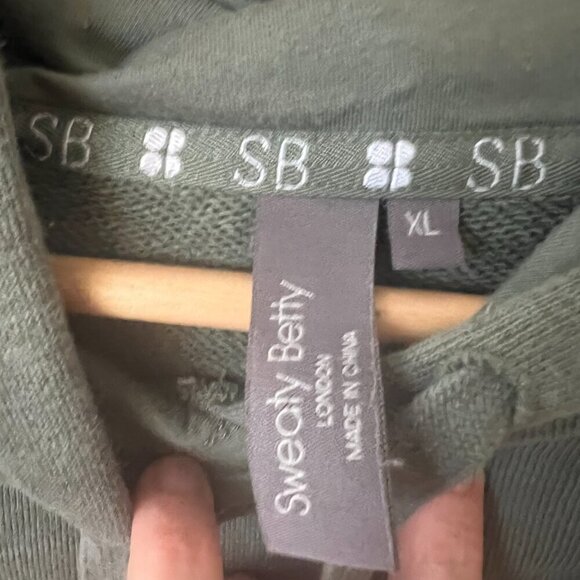 SB SB SB
XL
Sweaty Betty
LONDON
MADE IN CHINA